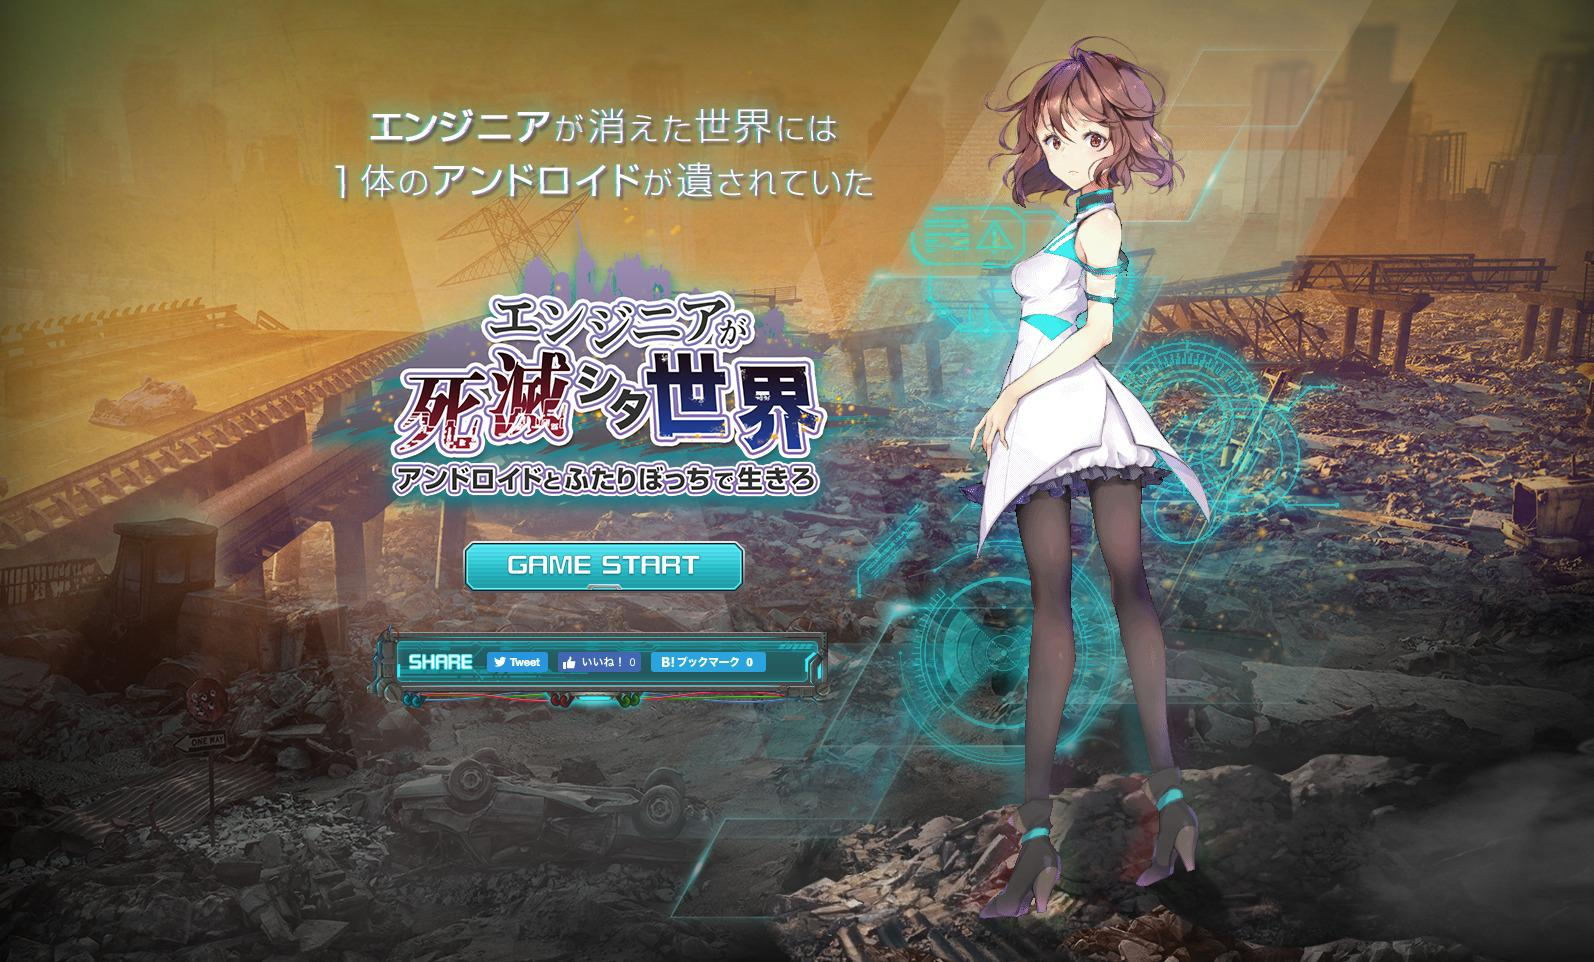 エンジニアが消えた世界には
1体のアンドロイドが遺されていた
エンジニアが
死滅シタ世界
アンドロイドとふたりぼっちで生きろ
GAME START
SHARE Tweet いいね！ 0 B! ブックマーク 0
ONE WAY